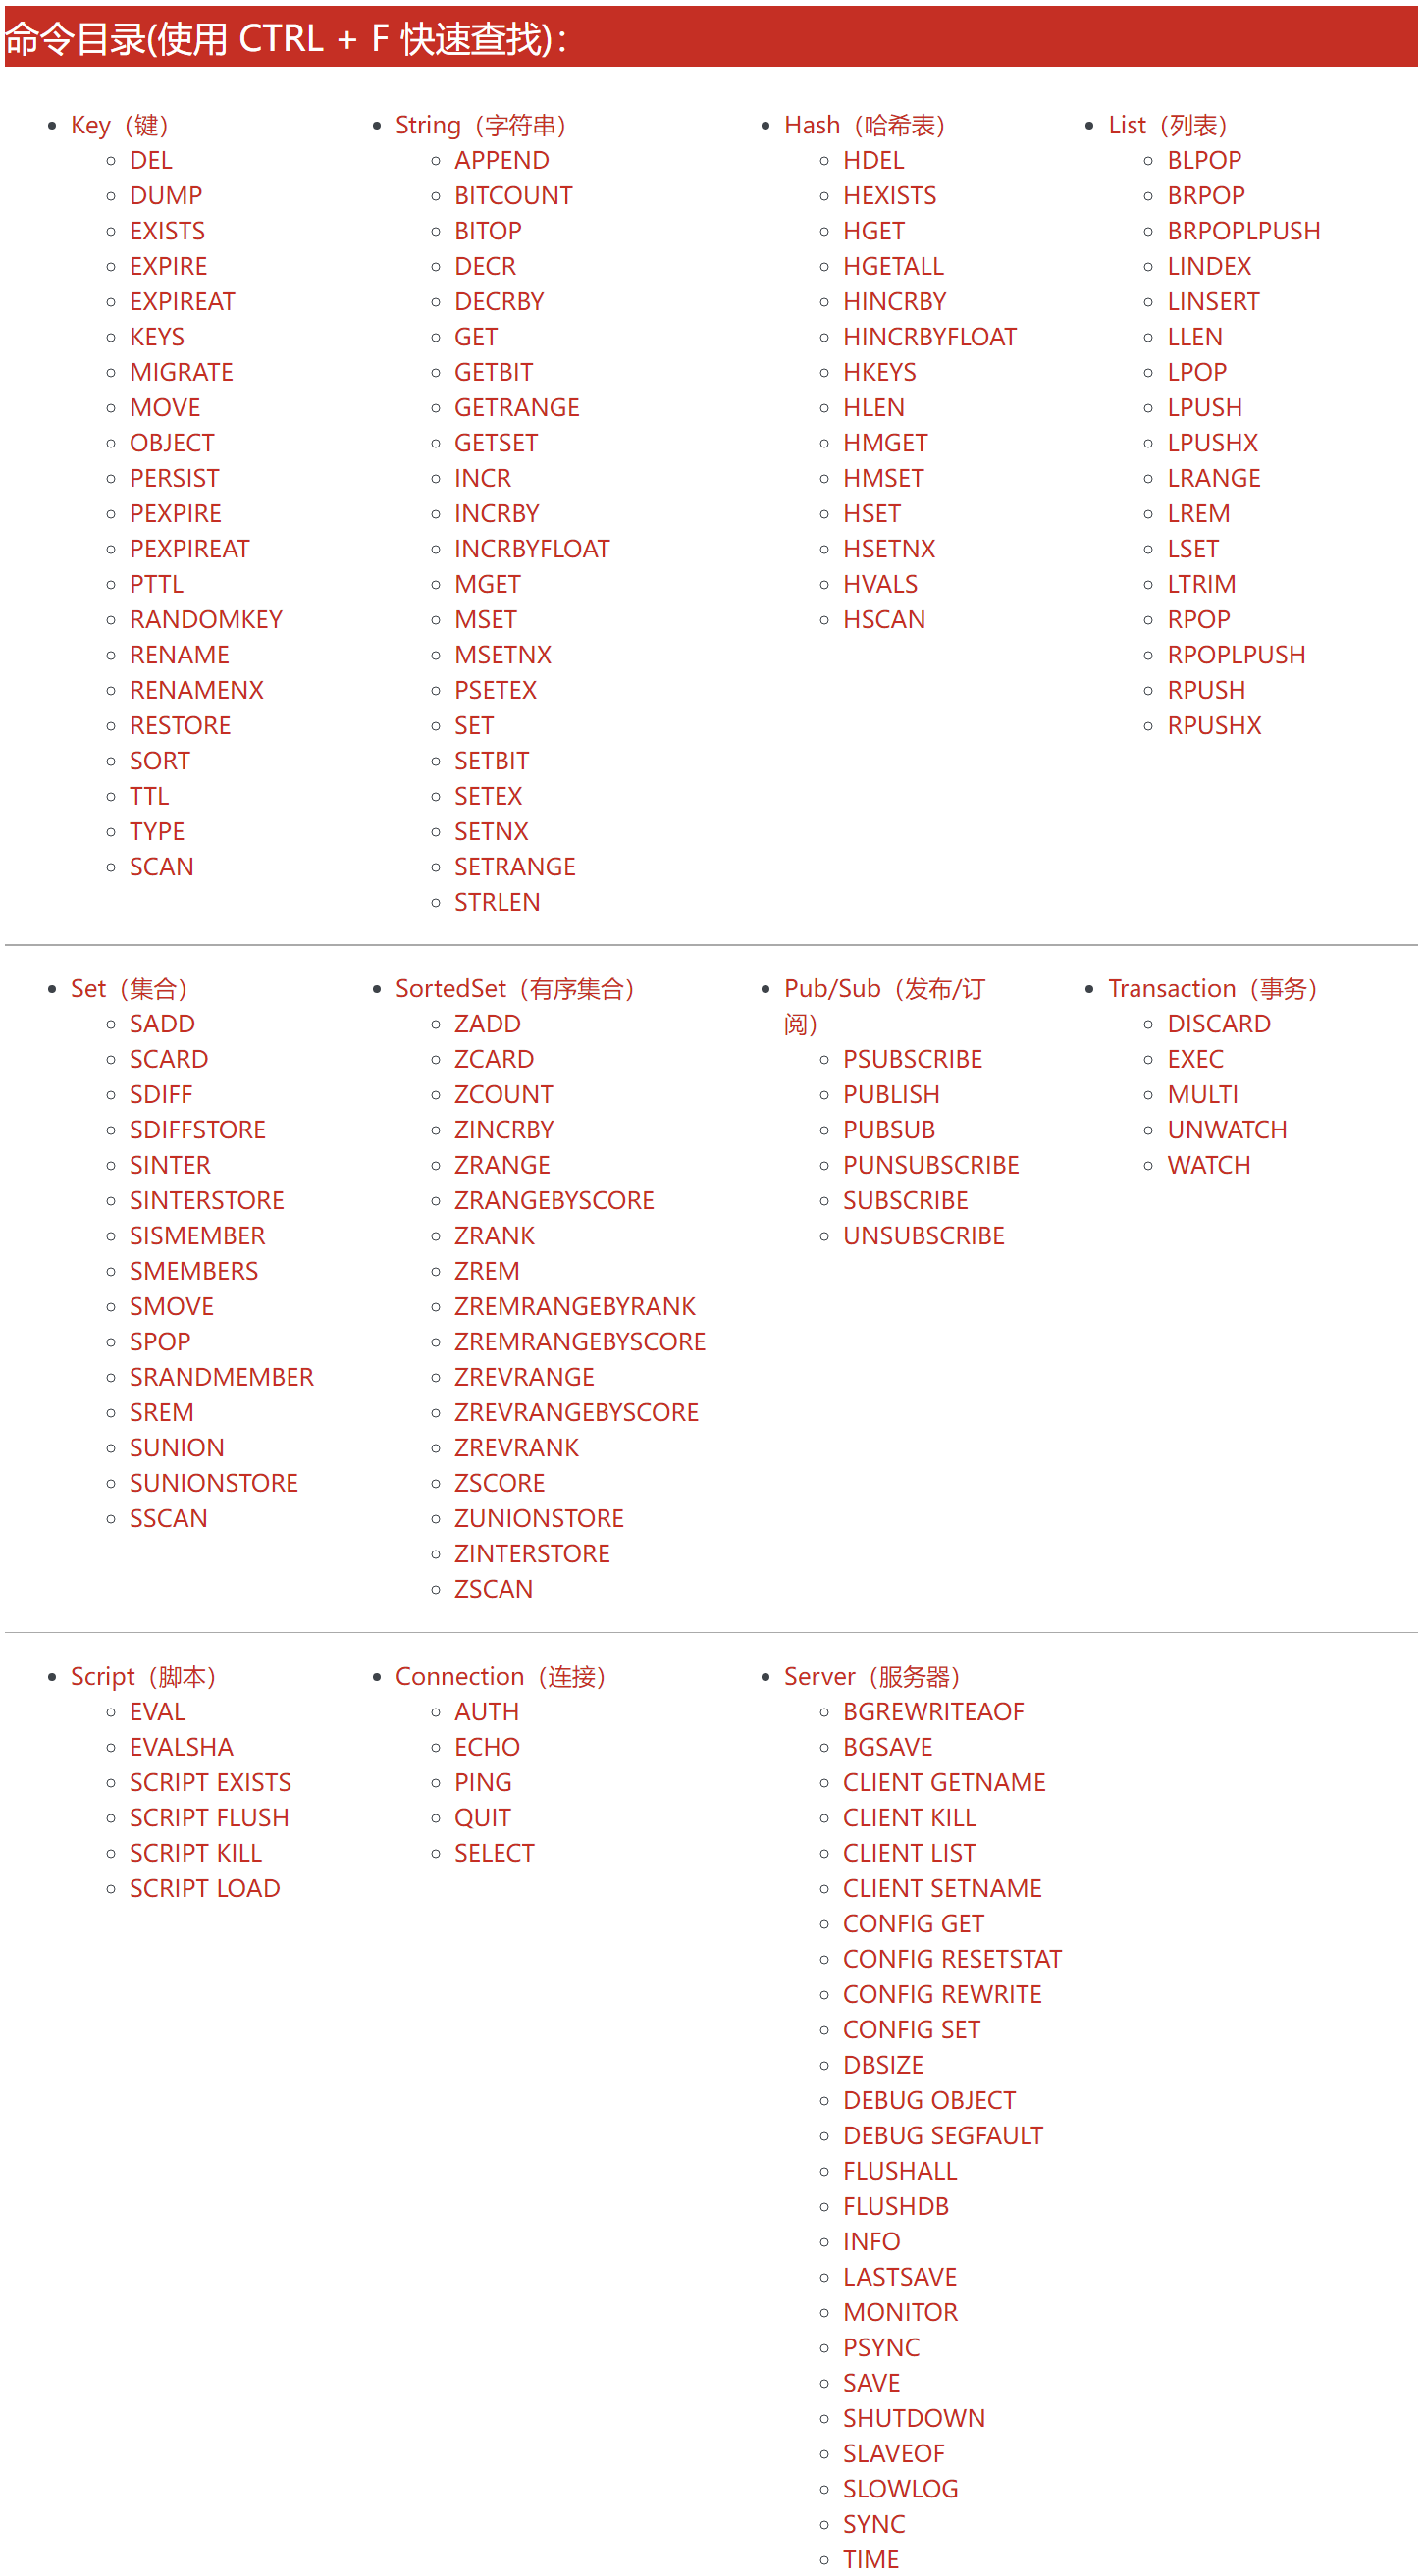 命令目录(使用 CTRL + F 快速查找)：
Key（键）
DEL
DUMP
EXISTS
EXPIRE
EXPIREAT
KEYS
MIGRATE
MOVE
OBJECT
PERSIST
PEXPIRE
PEXPIREAT
PTTL
RANDOMKEY
RENAME
RENAMENX
RESTORE
SORT
TTL
TYPE
SCAN
String（字符串）
APPEND
BITCOUNT
BITOP
DECR
DECRBY
GET
GETBIT
GETRANGE
GETSET
INCR
INCRBY
INCRBYFLOAT
MGET
MSET
MSETNX
PSETEX
SET
SETBIT
SETEX
SETNX
SETRANGE
STRLEN
Hash（哈希表）
HDEL
HEXISTS
HGET
HGETALL
HINCRBY
HINCRBYFLOAT
HKEYS
HLEN
HMGET
HMSET
HSET
HSETNX
HVALS
HSCAN
List（列表）
BLPOP
BRPOP
BRPOPLPUSH
LINDEX
LINSERT
LLEN
LPOP
LPUSH
LPUSHX
LRANGE
LREM
LSET
LTRIM
RPOP
RPOPLPUSH
RPUSH
RPUSHX
Set（集合）
SADD
SCARD
SDIFF
SDIFFSTORE
SINTER
SINTERSTORE
SISMEMBER
SMEMBERS
SMOVE
SPOP
SRANDMEMBER
SREM
SUNION
SUNIONSTORE
SSCAN
SortedSet（有序集合）
ZADD
ZCARD
ZCOUNT
ZINCRBY
ZRANGE
ZRANGEBYSCORE
ZRANK
ZREM
ZREMRANGEBYRANK
ZREMRANGEBYSCORE
ZREVRANGE
ZREVRANGEBYSCORE
ZREVRANK
ZSCORE
ZUNIONSTORE
ZINTERSTORE
ZSCAN
Pub/Sub（发布/订
阅）
PSUBSCRIBE
PUBLISH
PUBSUB
PUNSUBSCRIBE
SUBSCRIBE
UNSUBSCRIBE
Transaction（事务）
DISCARD
EXEC
MULTI
UNWATCH
WATCH
Script（脚本）
EVAL
EVALSHA
SCRIPT EXISTS
SCRIPT FLUSH
SCRIPT KILL
SCRIPT LOAD
Connection（连接）
AUTH
ECHO
PING
QUIT
SELECT
Server（服务器）
BGREWRITEAOF
BGSAVE
CLIENT GETNAME
CLIENT KILL
CLIENT LIST
CLIENT SETNAME
CONFIG GET
CONFIG RESETSTAT
CONFIG REWRITE
CONFIG SET
DBSIZE
DEBUG OBJECT
DEBUG SEGFAULT
FLUSHALL
FLUSHDB
INFO
LASTSAVE
MONITOR
PSYNC
SAVE
SHUTDOWN
SLAVEOF
SLOWLOG
SYNC
TIME